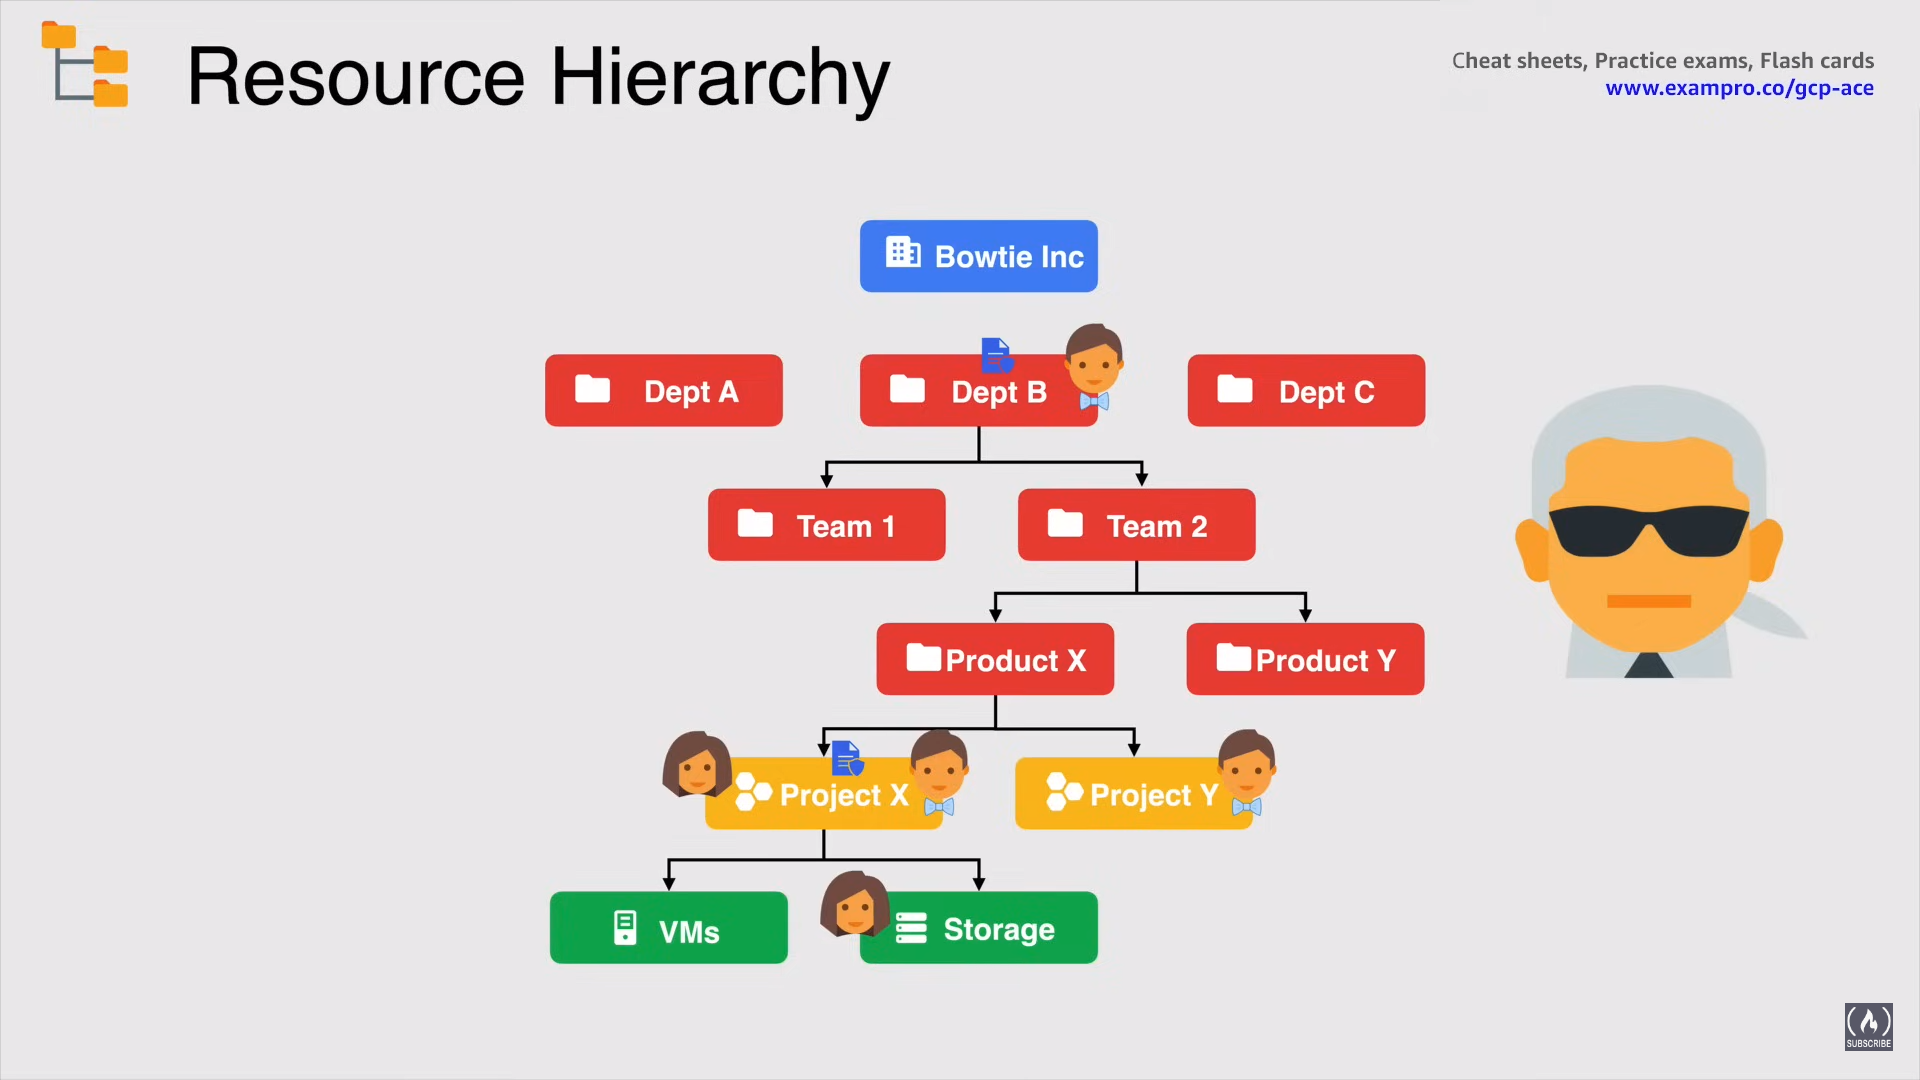 Resource Hierarchy
Cheat sheets, Practice exams, Flash cards
www.exampro.co/gcp-ace
Bowtie Inc
Dept A
Dept B
Dept C
Team 1
Team 2
Product X
Product Y
Project X
Project Y
VMs
Storage
SUBSCRIBE